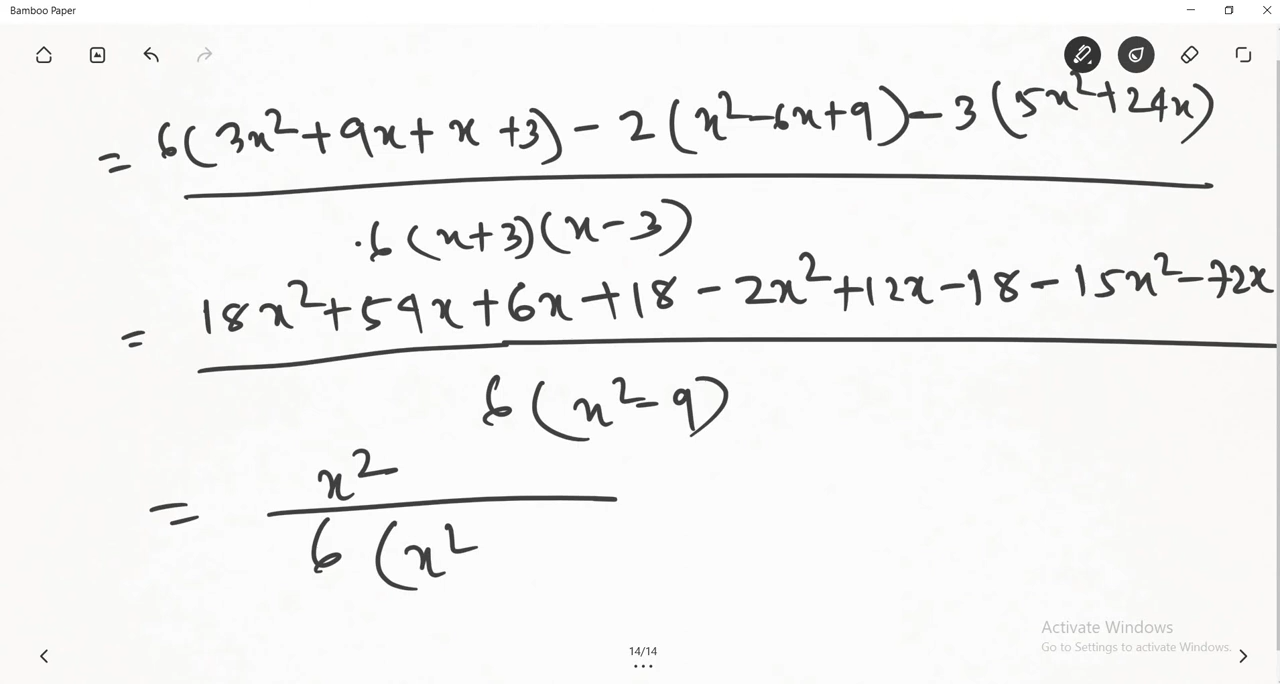 Bamboo Paper
= 6(3x²+9x+x+3)-2(x²-6x+9)-3(5x²+24x)
6(x+3)(x-3)
= 18x²+54x+6x+18-2x²+12x-18-15x²-72x
6(x²-9)
= x²
6(x²
Activate Windows
Go to Settings to activate Windows.
14/14